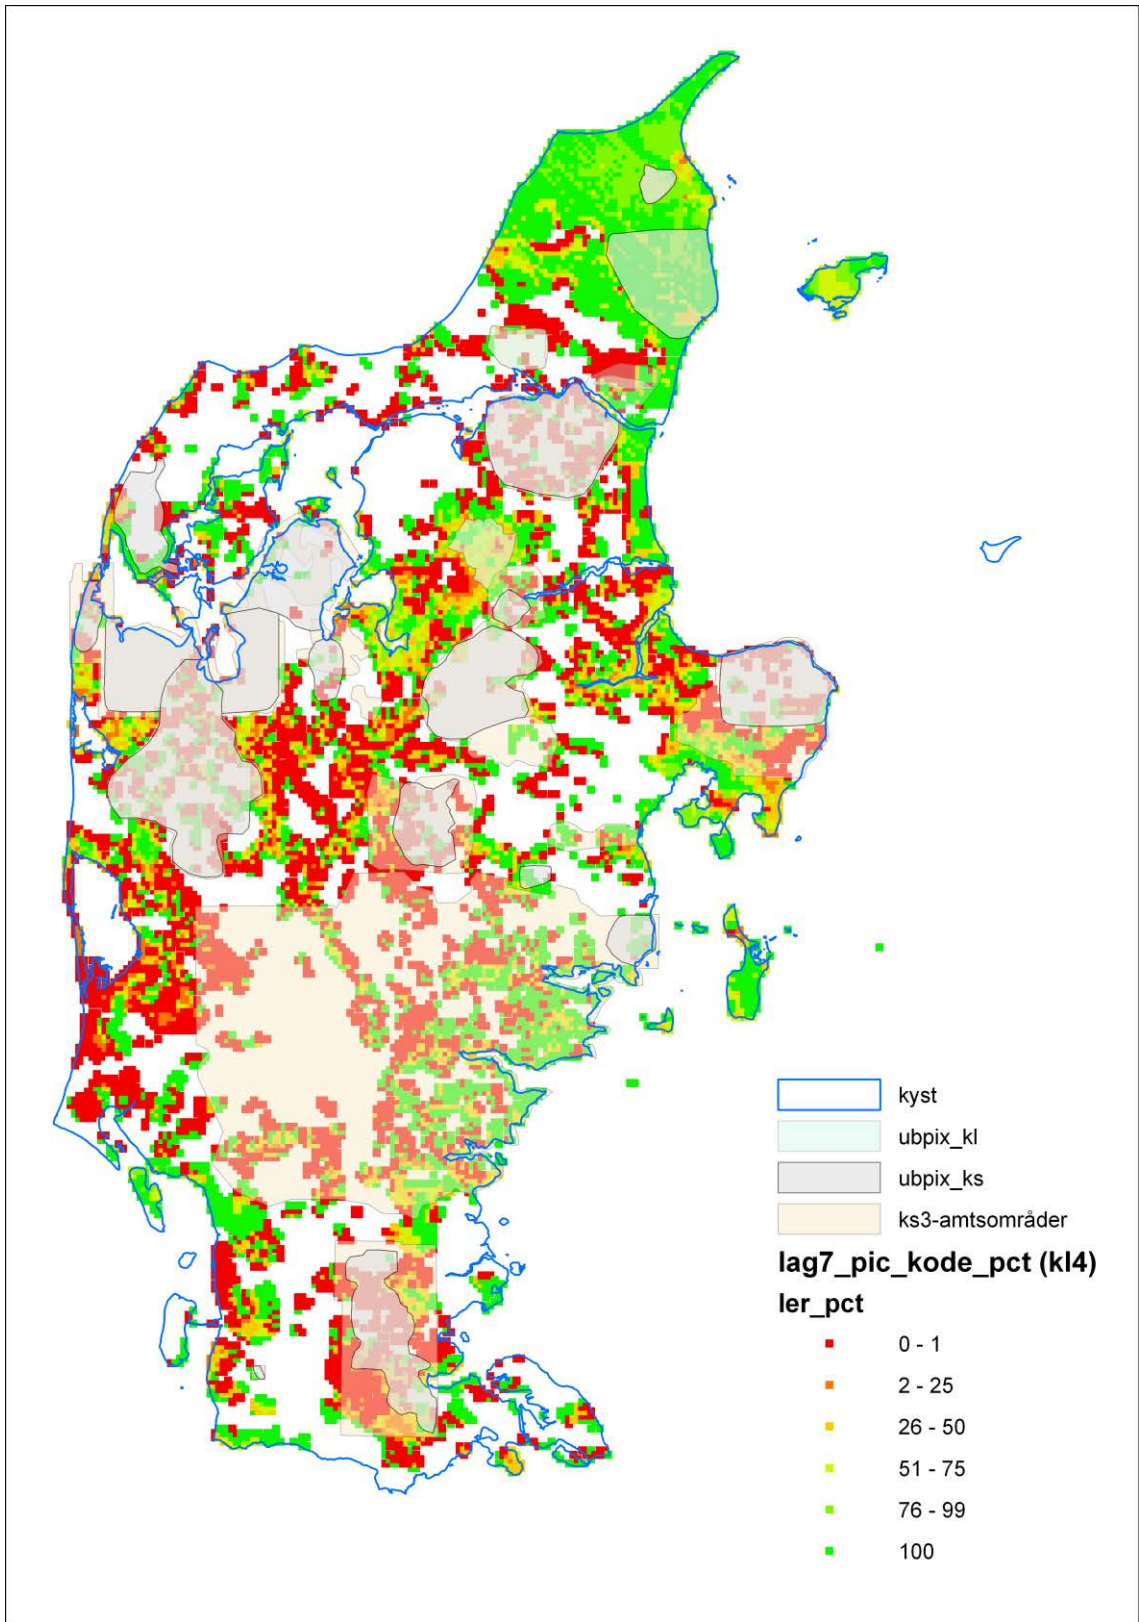 kyst
ubpix_kl
ubpix_ks
ks3-amtsområder
lag7_pic_kode_pct (kl4)
ler_pct
0 - 1
2 - 25
26 - 50
51 - 75
76 - 99
100